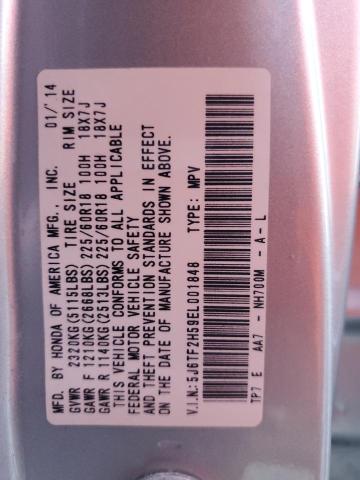 MFD. BY HONDA OF AMERICA MFG., INC. 01/'14
GVWR 2320KG(5115LBS) TIRE SIZE RIM SIZE
GAWR F 1210KG(2668LBS) 225/60R18 100H 18X7J
GAWR R 1140KG(2513LBS) 225/60R18 100H 18X7J
THIS VEHICLE CONFORMS TO ALL APPLICABLE
FEDERAL MOTOR VEHICLE SAFETY
AND THEFT PREVENTION STANDARDS IN EFFECT
ON THE DATE OF MANUFACTURE SHOWN ABOVE.
V.I.N.: 5J6TF2H59EL001848 TYPE: MPV
TP7 E AA7 - NH700M - A - L